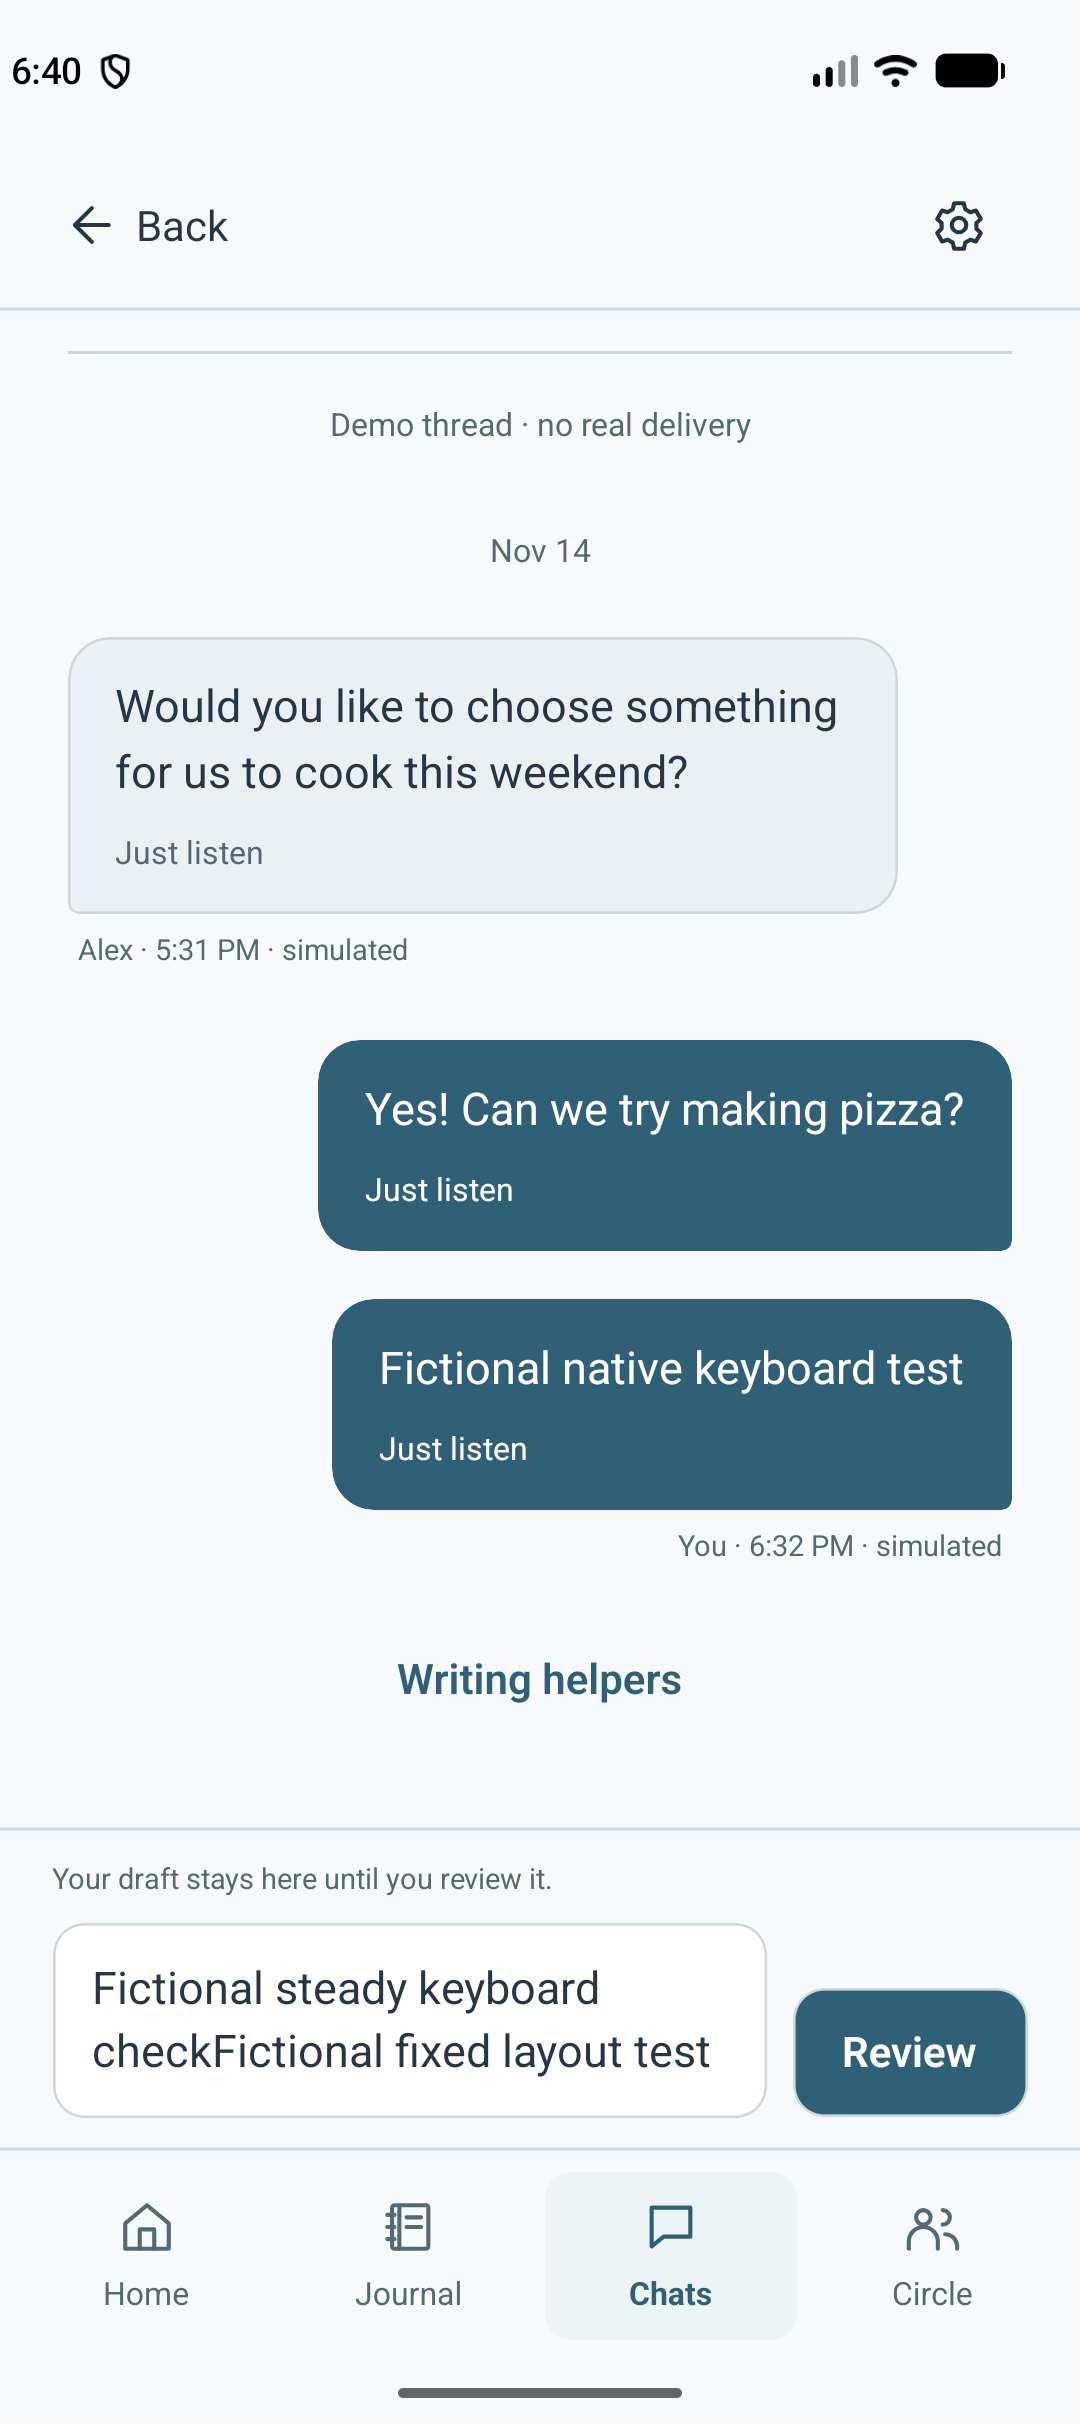 6:40
Back
Demo thread · no real delivery
Nov 14
Would you like to choose something
for us to cook this weekend?
Just listen
Alex · 5:31 PM · simulated
Yes! Can we try making pizza?
Just listen
Fictional native keyboard test
Just listen
You · 6:32 PM · simulated
Writing helpers
Your draft stays here until you review it.
Fictional steady keyboard
checkFictional fixed layout test
Review
Home
Journal
Chats
Circle